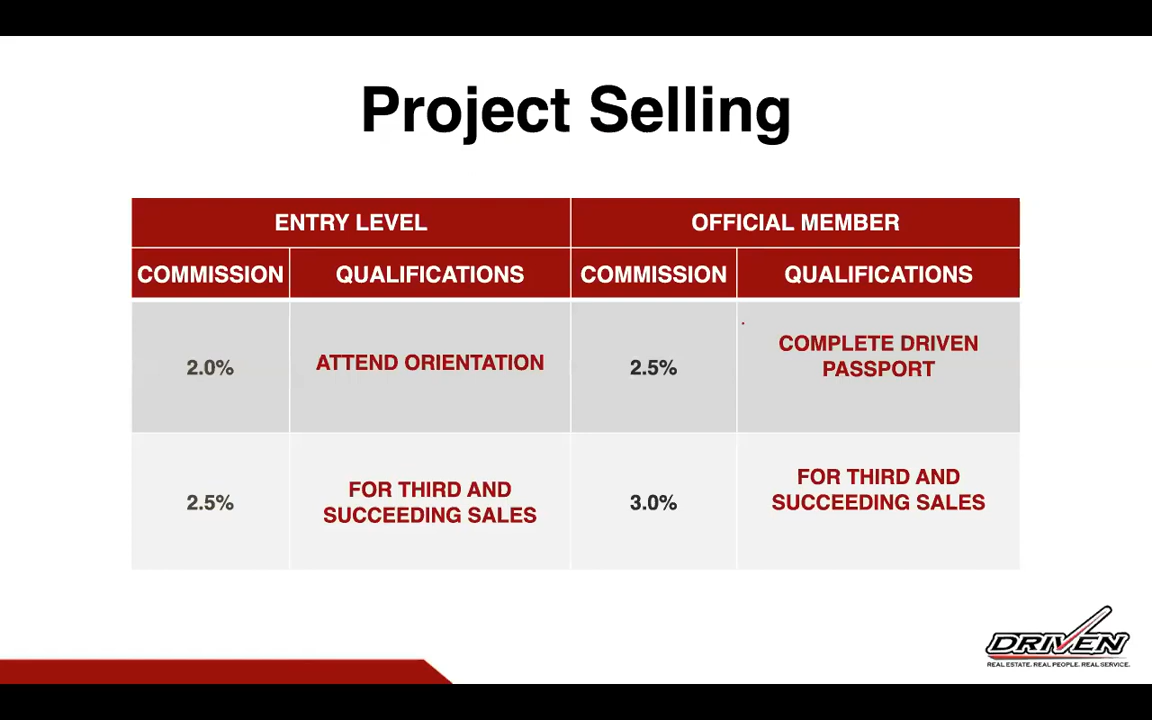 Project Selling
ENTRY LEVEL
OFFICIAL MEMBER
COMMISSION
QUALIFICATIONS
COMMISSION
QUALIFICATIONS
2.0%
ATTEND ORIENTATION
2.5%
COMPLETE DRIVEN
PASSPORT
2.5%
FOR THIRD AND
SUCCEEDING SALES
3.0%
FOR THIRD AND
SUCCEEDING SALES
DRIVEN
REAL ESTATE. REAL PEOPLE. REAL SERVICE.